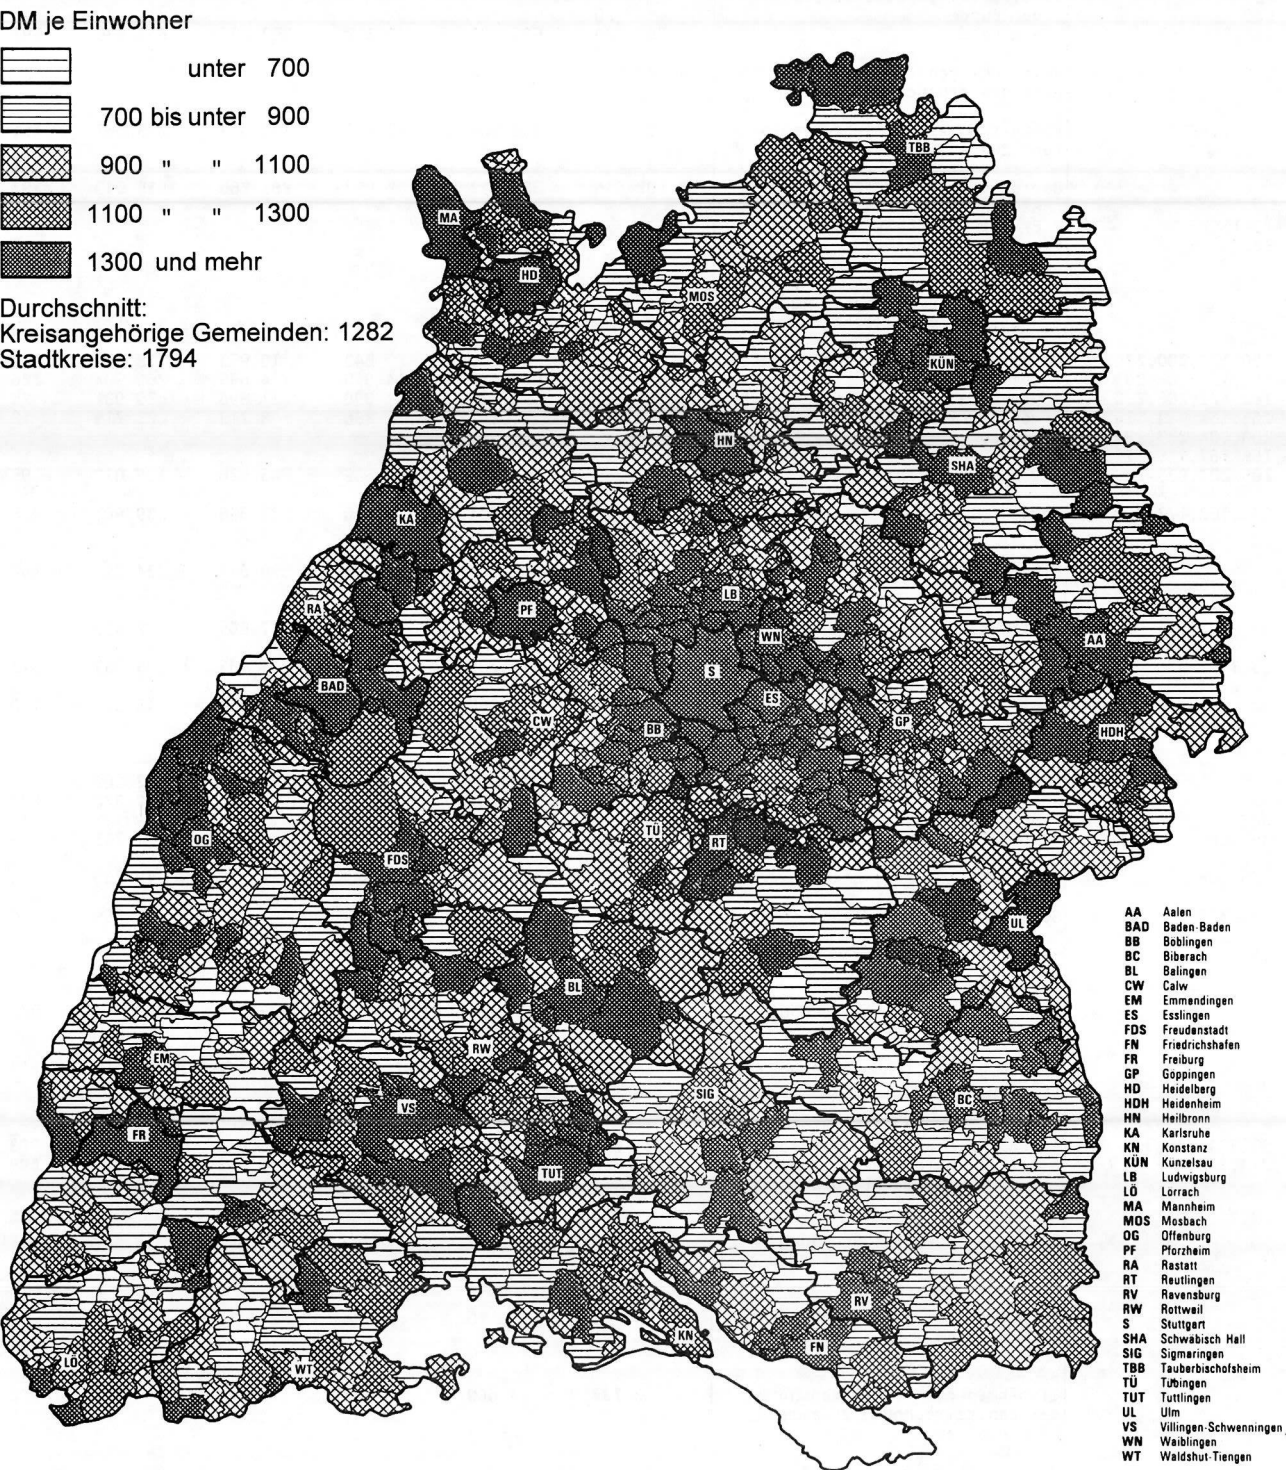 DM je Einwohner
unter 700
700 bis unter 900
900 " " 1100
1100 " " 1300
1300 und mehr
Durchschnitt:
Kreisangehörige Gemeinden: 1282
Stadtkreise: 1794
TBB
MA
HD
MOS
KÜN
HN
SHA
KA
LB
RA
PF
WN
AA
S
BAD
ES
CW
BB
GP
HDH
OG
TÜ
RT
FDS
UL
BL
RW
EM
SIG
BC
VS
FR
TUT
RV
KN
FN
LÖ
WT
AA Aalen
BAD Baden-Baden
BB Böblingen
BC Biberach
BL Balingen
CW Calw
EM Emmendingen
ES Esslingen
FDS Freudenstadt
FN Friedrichshafen
FR Freiburg
GP Göppingen
HD Heidelberg
HDH Heidenheim
HN Heilbronn
KA Karlsruhe
KN Konstanz
KÜN Künzelsau
LB Ludwigsburg
LÖ Lörrach
MA Mannheim
MOS Mosbach
OG Offenburg
PF Pforzheim
RA Rastatt
RT Reutlingen
RV Ravensburg
RW Rottweil
S Stuttgart
SHA Schwäbisch Hall
SIG Sigmaringen
TBB Tauberbischofsheim
TÜ Tübingen
TUT Tuttlingen
UL Ulm
VS Villingen-Schwenningen
WN Waiblingen
WT Waldshut-Tiengen